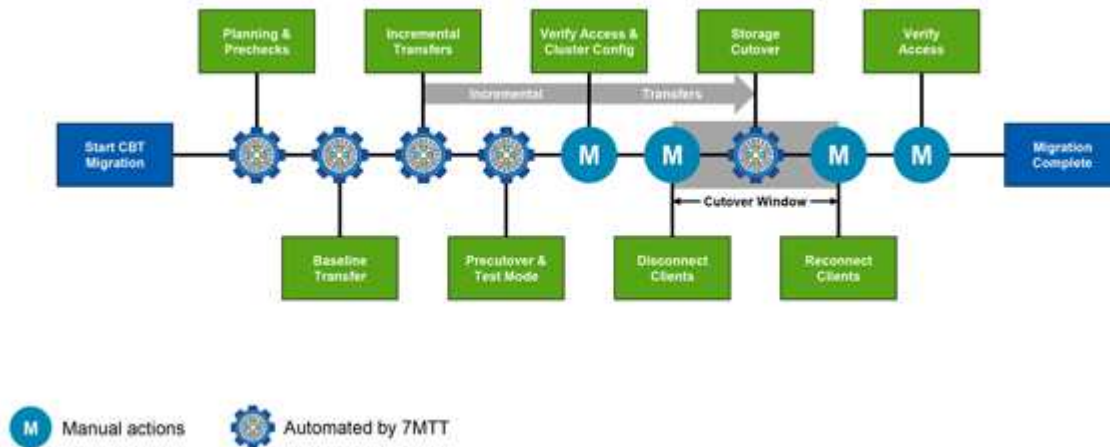 Planning &
Prechecks
Incremental
Transfers
Verify Access &
Cluster Config
Storage
Cutover
Verify
Access
Incremental
Transfers
Start CBT
Migration
M
M
M
M
Migration
Complete
Cutover Window
Baseline
Transfer
Precutover &
Test Mode
Disconnect
Clients
Reconnect
Clients
M
Manual actions
Automated by 7MTT